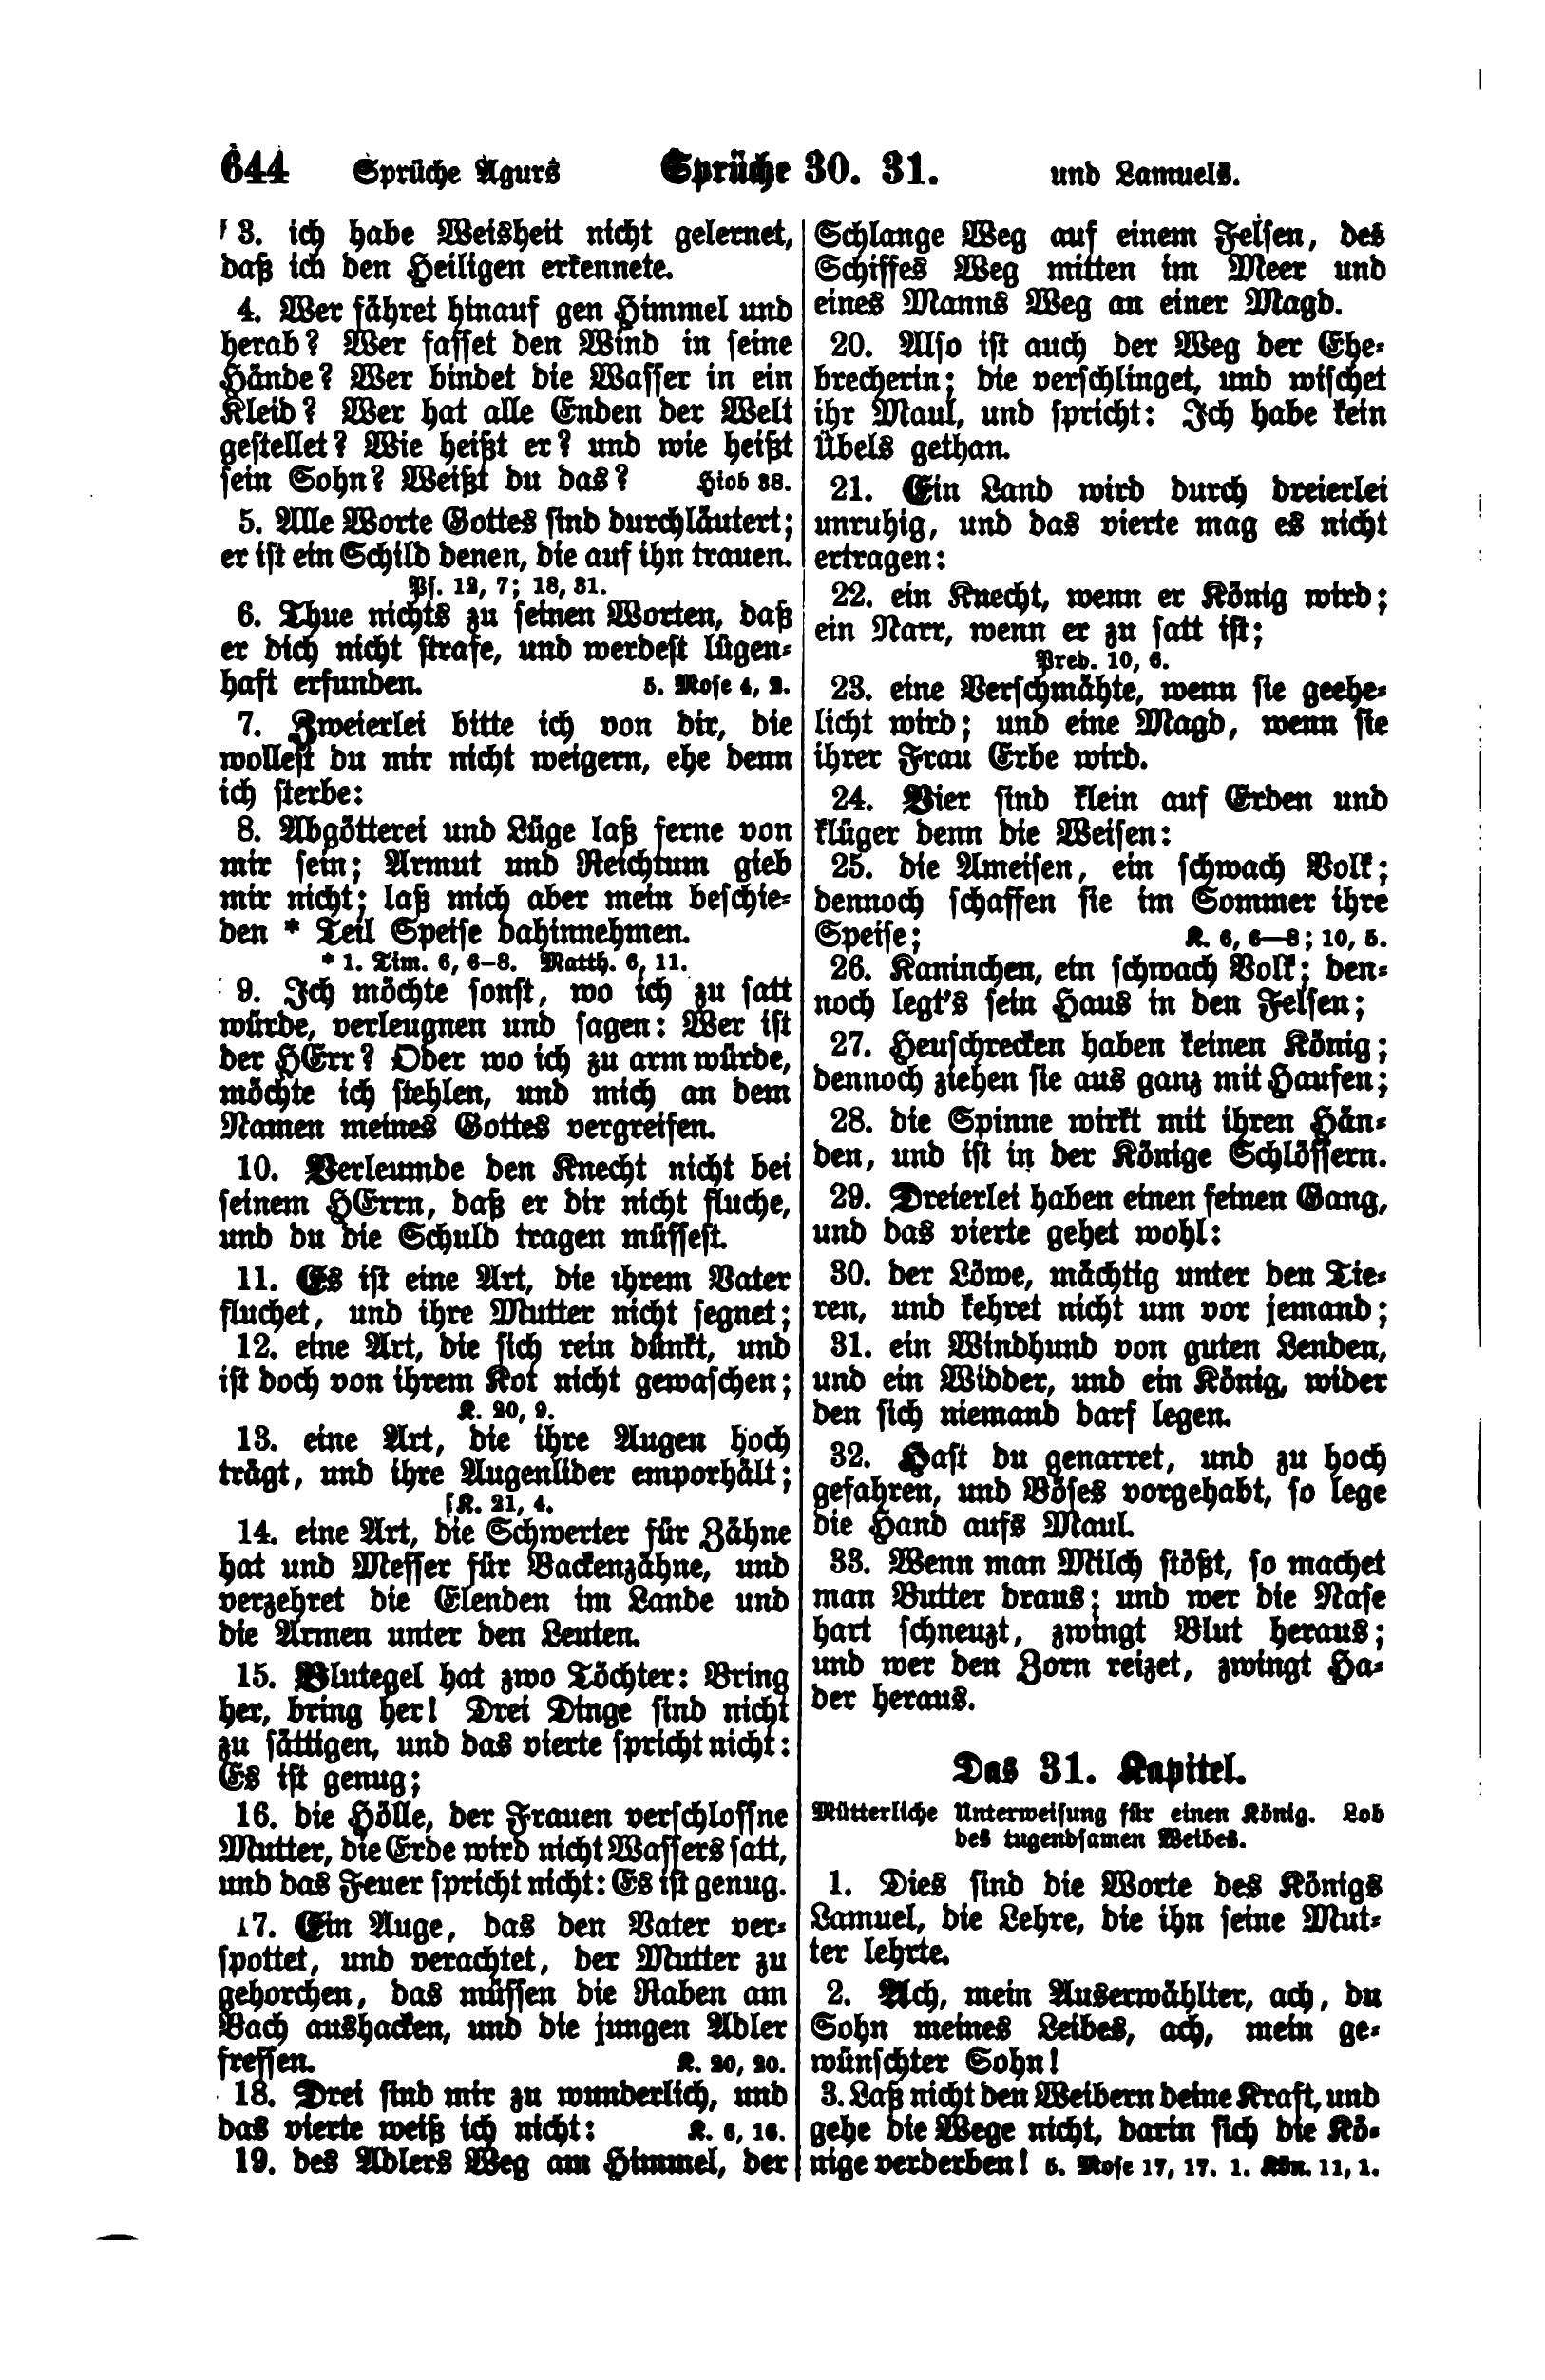 644 Sprüche Agurs Sprüche 30. 31. und Lamuels.
3. ich habe Weisheit nicht gelernet,
daß ich den Heiligen erkennete.
4. Wer fähret hinauf gen Himmel und
herab? Wer fasset den Wind in seine
Hände? Wer bindet die Wasser in ein
Kleid? Wer hat alle Enden der Welt
gestellet? Wie heißt er? und wie heißt
sein Sohn? Weißt du das? Hiob 38.
5. Alle Worte Gottes sind durchläutert;
er ist ein Schild denen, die auf ihn trauen.
Ps. 12, 7; 18, 31.
6. Thue nichts zu seinen Worten, daß
er dich nicht strafe, und werdest lügen-
haft erfunden. 5. Mose 4, 2.
7. Zweierlei bitte ich von dir, die
wollest du mir nicht weigern, ehe denn
ich sterbe:
8. Abgötterei und Lüge laß ferne von
mir sein; Armut und Reichtum gieb
mir nicht; laß mich aber mein beschie-
den * Teil Speise dahinnehmen.
* 1. Tim. 6, 6–8. Matth. 6, 11.
9. Ich möchte sonst, wo ich zu satt
würde, verleugnen und sagen: Wer ist
der HErr? Oder wo ich zu arm würde,
möchte ich stehlen, und mich an dem
Namen meines Gottes vergreifen.
10. Verleumde den Knecht nicht bei
seinem HErrn, daß er dir nicht fluche,
und du die Schuld tragen müssest.
11. Es ist eine Art, die ihrem Vater
fluchet, und ihre Mutter nicht segnet;
12. eine Art, die sich rein dünkt, und
ist doch von ihrem Kot nicht gewaschen;
K. 20, 9.
13. eine Art, die ihre Augen hoch
trägt, und ihre Augenlider emporhält;
K. 21, 4.
14. eine Art, die Schwerter für Zähne
hat und Messer für Backenzähne, und
verzehret die Elenden im Lande und
die Armen unter den Leuten.
15. Blutegel hat zwo Töchter: Bring
her, bring her! Drei Dinge sind nicht
zu sättigen, und das vierte spricht nicht:
Es ist genug;
16. die Hölle, der Frauen verschlossne
Mutter, die Erde wird nicht Wassers satt,
und das Feuer spricht nicht: Es ist genug.
17. Ein Auge, das den Vater ver-
spottet, und verachtet, der Mutter zu
gehorchen, das müssen die Raben am
Bach aushacken, und die jungen Adler
fressen. K. 20, 20.
18. Drei sind mir zu wunderlich, und
das vierte weiß ich nicht: K. 6, 16.
19. des Adlers Weg am Himmel, der
Schlange Weg auf einem Felsen, des
Schiffes Weg mitten im Meer und
eines Manns Weg an einer Magd.
20. Also ist auch der Weg der Ehe-
brecherin; die verschlinget, und wischet
ihr Maul, und spricht: Ich habe kein
Übels gethan.
21. Ein Land wird durch dreierlei
unruhig, und das vierte mag es nicht
ertragen:
22. ein Knecht, wenn er König wird;
ein Narr, wenn er zu satt ist;
Pred. 10, 6.
23. eine Verschmähte, wenn sie geehe-
licht wird; und eine Magd, wenn sie
ihrer Frau Erbe wird.
24. Vier sind klein auf Erden und
klüger denn die Weisen:
25. die Ameisen, ein schwach Volk;
dennoch schaffen sie im Sommer ihre
Speise; K. 6, 6–8; 10, 5.
26. Kaninchen, ein schwach Volk; den-
noch legt's sein Haus in den Felsen;
27. Heuschrecken haben keinen König;
dennoch ziehen sie aus ganz mit Haufen;
28. die Spinne wirkt mit ihren Hän-
den, und ist in der Könige Schlössern.
29. Dreierlei haben einen feinen Gang,
und das vierte gehet wohl:
30. der Löwe, mächtig unter den Tie-
ren, und kehret nicht um vor jemand;
31. ein Windhund von guten Lenden,
und ein Widder, und ein König, wider
den sich niemand darf legen.
32. Hast du genarret, und zu hoch
gefahren, und Böses vorgehabt, so lege
die Hand aufs Maul.
33. Wenn man Milch stößt, so machet
man Butter draus; und wer die Nase
hart schneuzt, zwingt Blut heraus;
und wer den Zorn reizet, zwingt Ha-
der heraus.
Das 31. Kapitel.
Mütterliche Unterweisung für einen König. Lob
des tugendsamen Weibes.
1. Dies sind die Worte des Königs
Lamuel, die Lehre, die ihn seine Mut-
ter lehrte.
2. Ach, mein Auserwählter, ach, du
Sohn meines Leibes, ach, mein ge-
wünschter Sohn!
3. Laß nicht den Weibern deine Kraft, und
gehe die Wege nicht, darin sich die Kö-
nige verderben! 5. Mose 17, 17. 1. Kön. 11, 1.